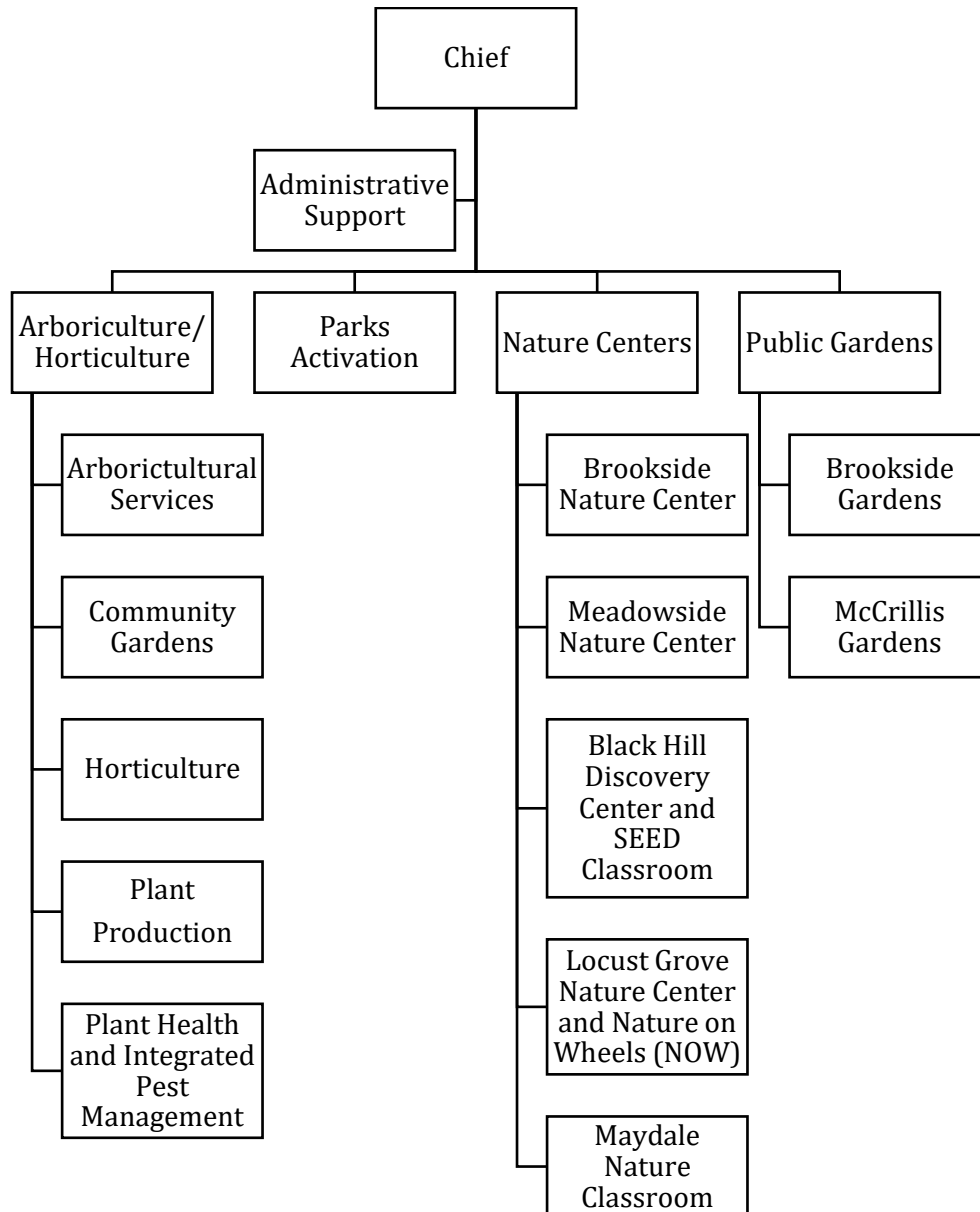 Chief
Administrative
Support
Arboriculture/
Horticulture
Parks
Activation
Nature Centers
Public Gardens
Arborictultural
Services
Community
Gardens
Horticulture
Plant
Production
Plant Health
and Integrated
Pest
Management
Brookside
Nature Center
Meadowside
Nature Center
Black Hill
Discovery
Center and
SEED
Classroom
Locust Grove
Nature Center
and Nature on
Wheels (NOW)
Maydale
Nature
Classroom
Brookside
Gardens
McCrillis
Gardens